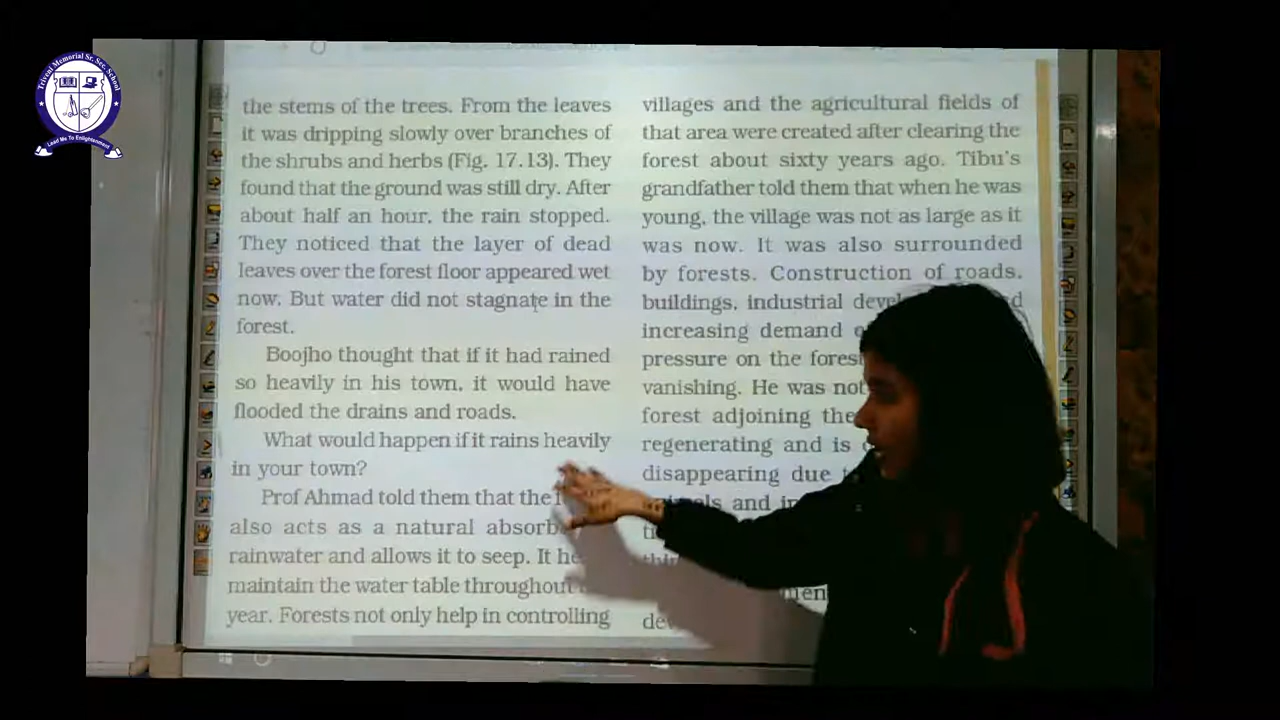 Triveni Memorial Sr. Sec. School
Lead Me To Enlightenment
the stems of the trees. From the leaves
it was dripping slowly over branches of
the shrubs and herbs (Fig. 17.13). They
found that the ground was still dry. After
about half an hour, the rain stopped.
They noticed that the layer of dead
leaves over the forest floor appeared wet
now. But water did not stagnate in the
forest.
Boojho thought that if it had rained
so heavily in his town, it would have
flooded the drains and roads.
What would happen if it rains heavily
in your town?
Prof Ahmad told them that the
also acts as a natural
rainwater and allows it to seep. It
maintain the water table throughout
year. Forests not only help in controlling
villages and the agricultural fields of
that area were created after clearing the
forest about sixty years ago. Tibu's
grandfather told them that when he was
young, the village was not as large as it
was now. It was also surrounded
by forests. Construction of roads,
buildings, industrial
increasing demand
pressure on the
vanishing. He was not
forest adjoining
regenerating and is
disappearing due
and